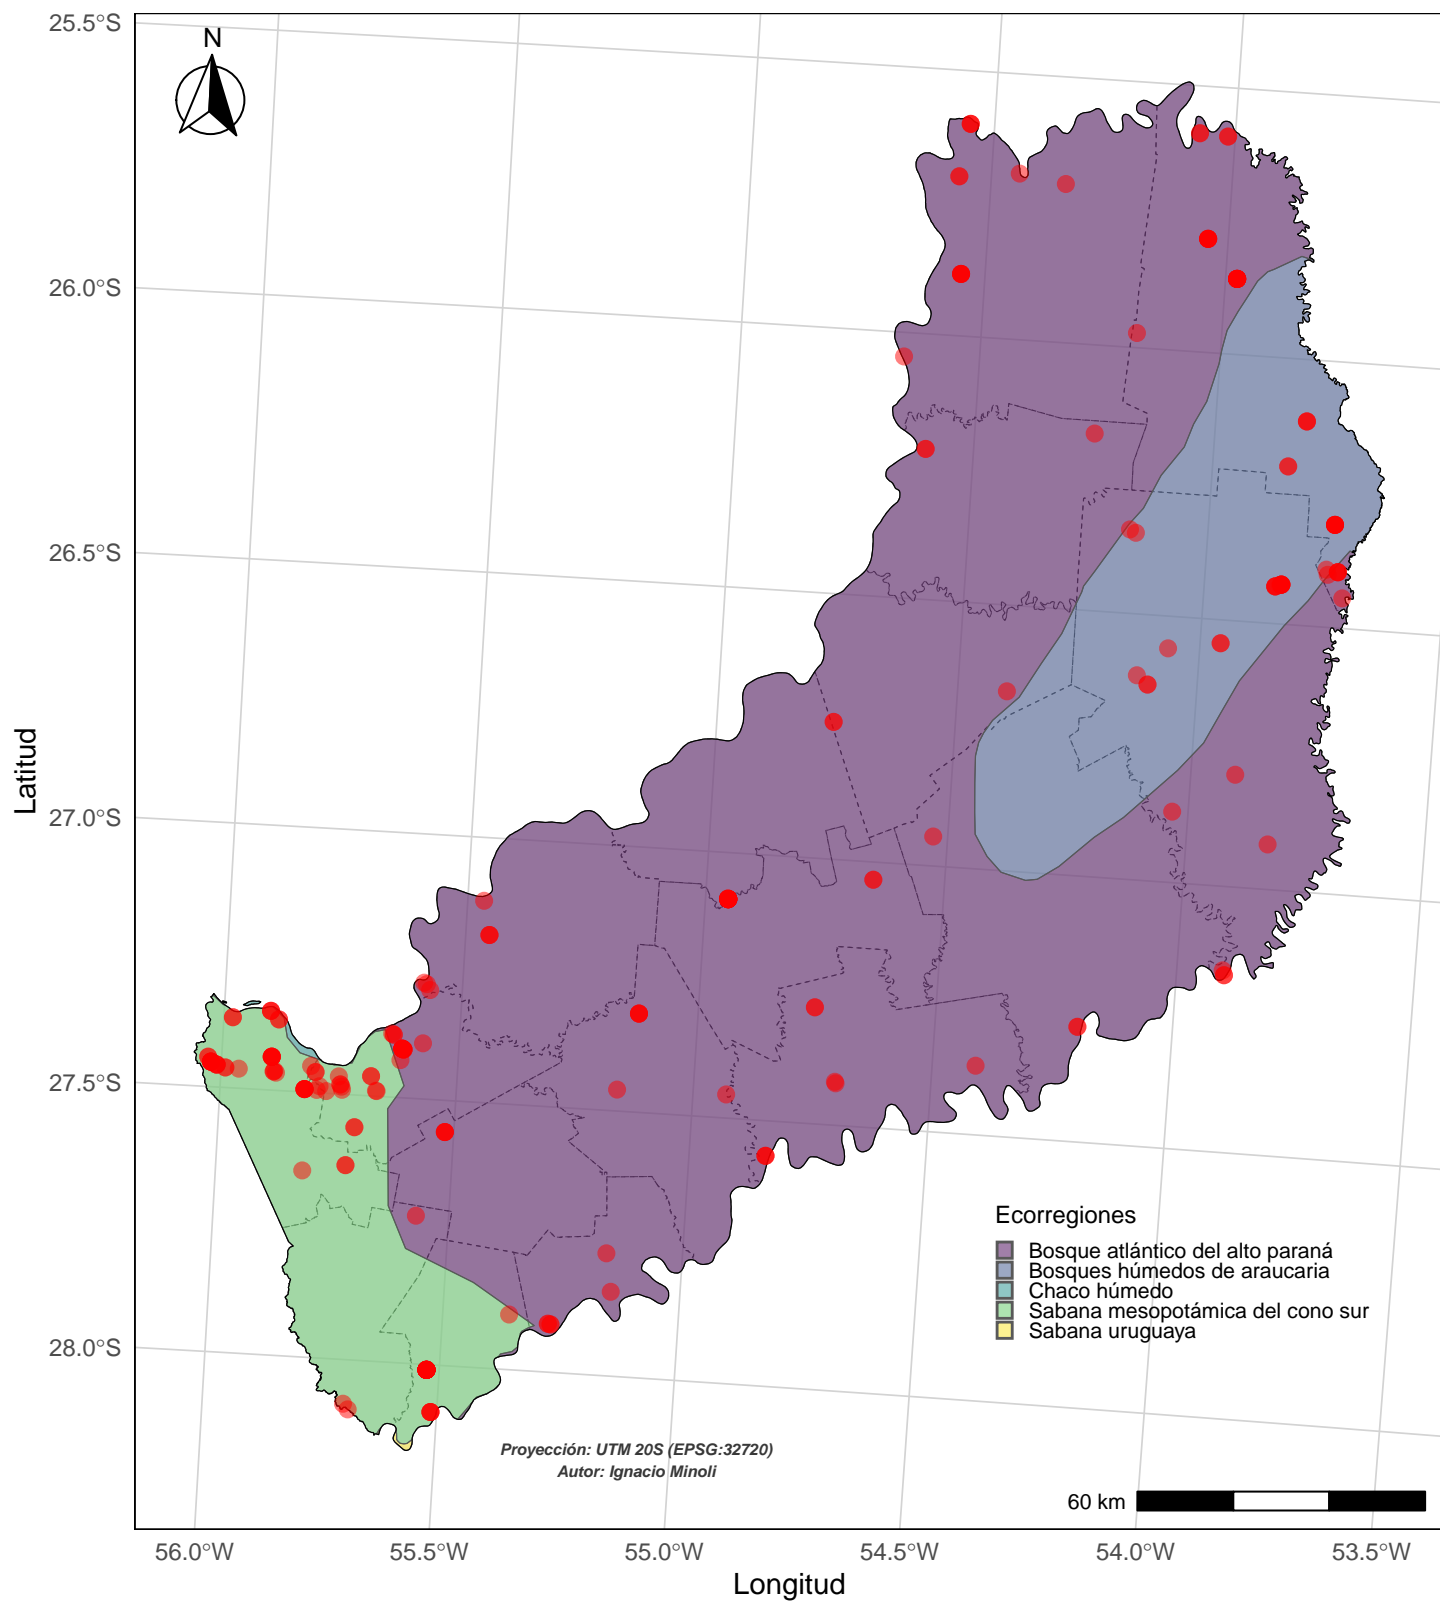 25.5°S
N
26.0°S
26.5°S
Latitud
27.0°S
27.5°S
Ecorregiones
Bosque atlántico del alto paraná
Bosques húmedos de araucaria
Chaco húmedo
Sabana mesopotámica del cono sur
Sabana uruguaya
28.0°S
Proyección: UTM 20S (EPSG:32720)
Autor: Ignacio Minoli
60 km
56.0°W 55.5°W 55.0°W 54.5°W 54.0°W 53.5°W
Longitud